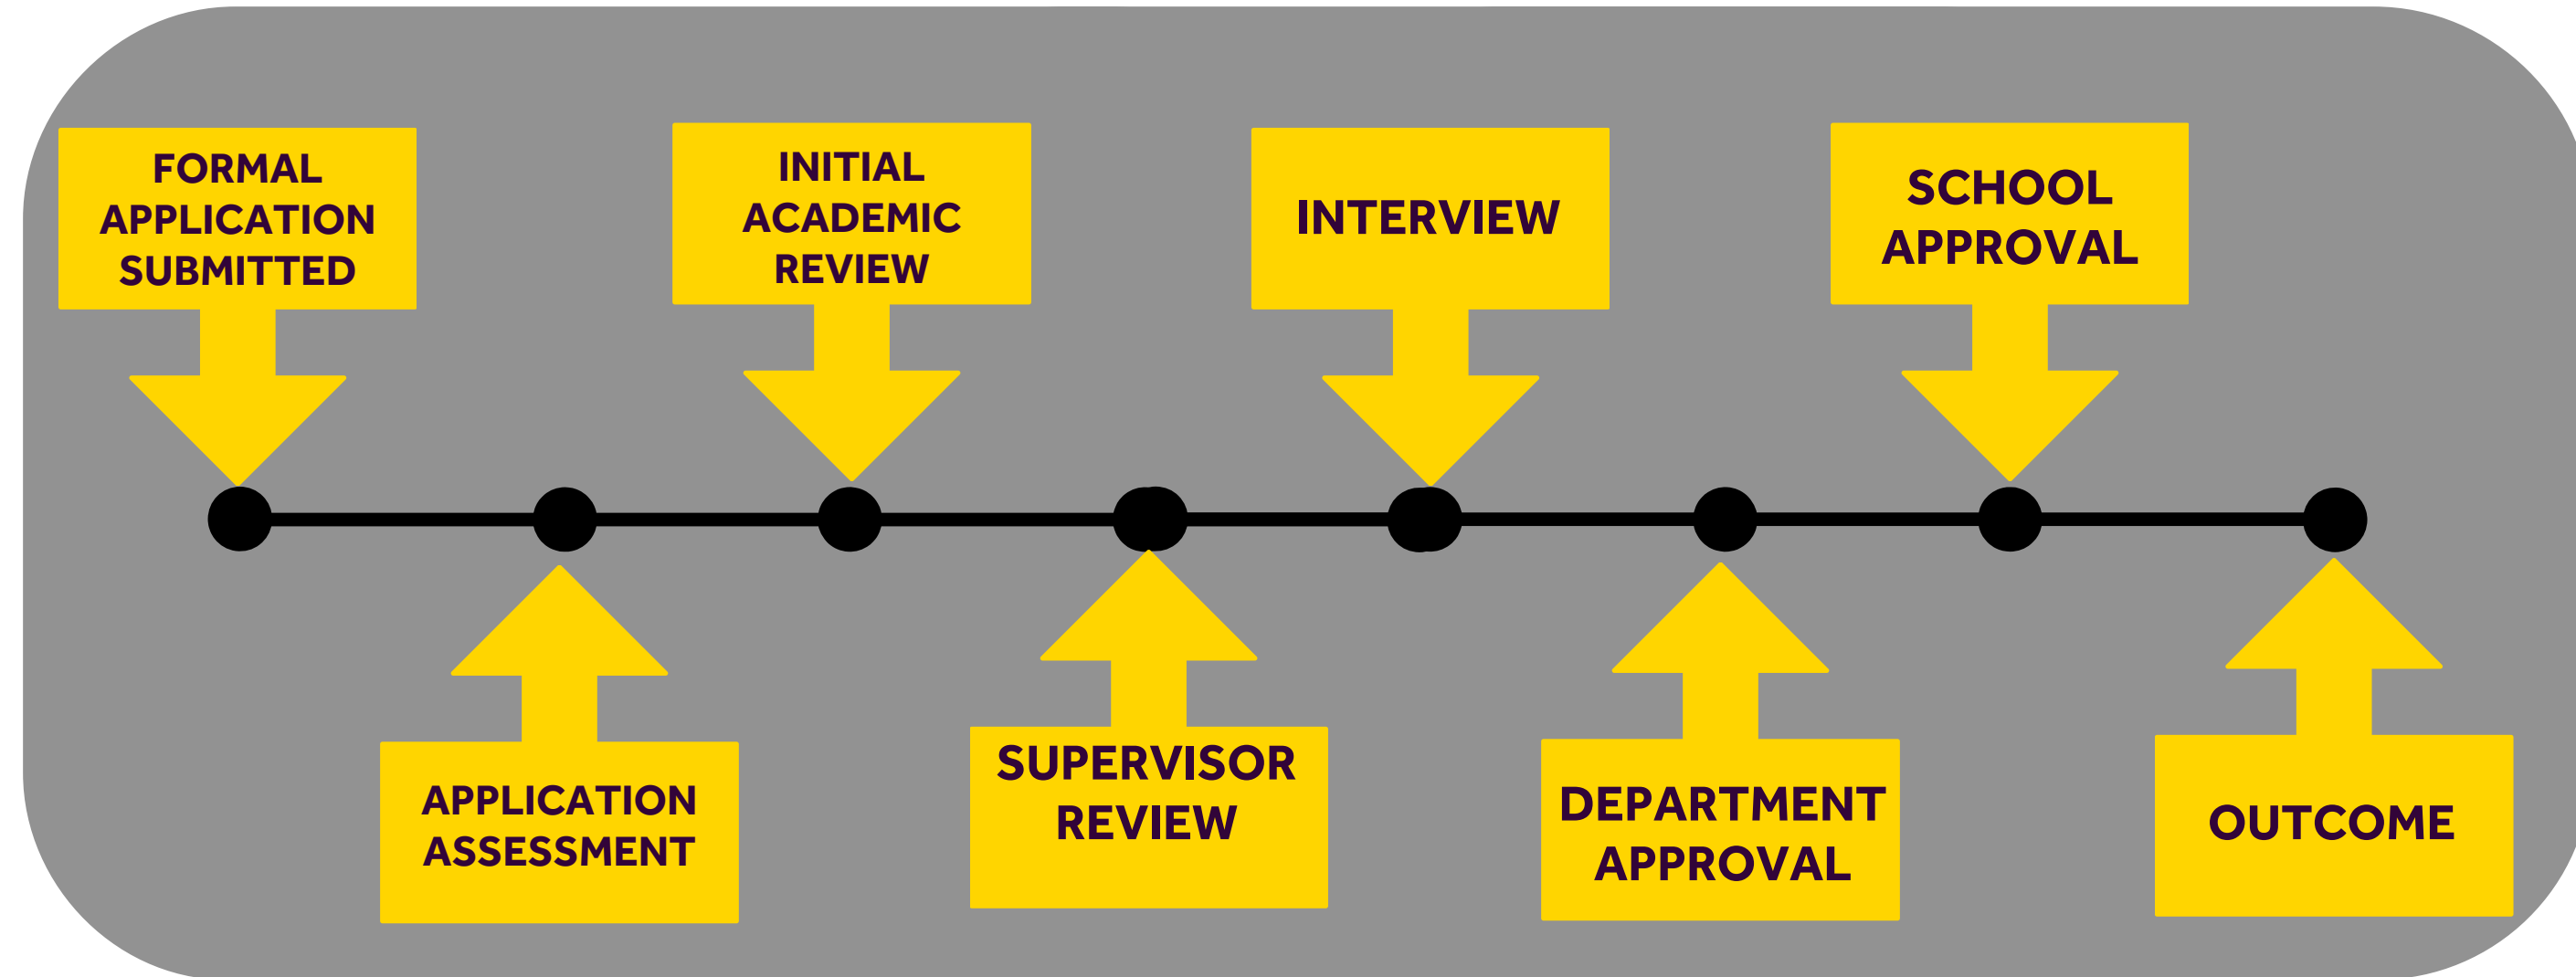 FORMAL
APPLICATION
SUBMITTED
APPLICATION
ASSESSMENT
INITIAL
ACADEMIC
REVIEW
SUPERVISOR
REVIEW
INTERVIEW
DEPARTMENT
APPROVAL
SCHOOL
APPROVAL
OUTCOME